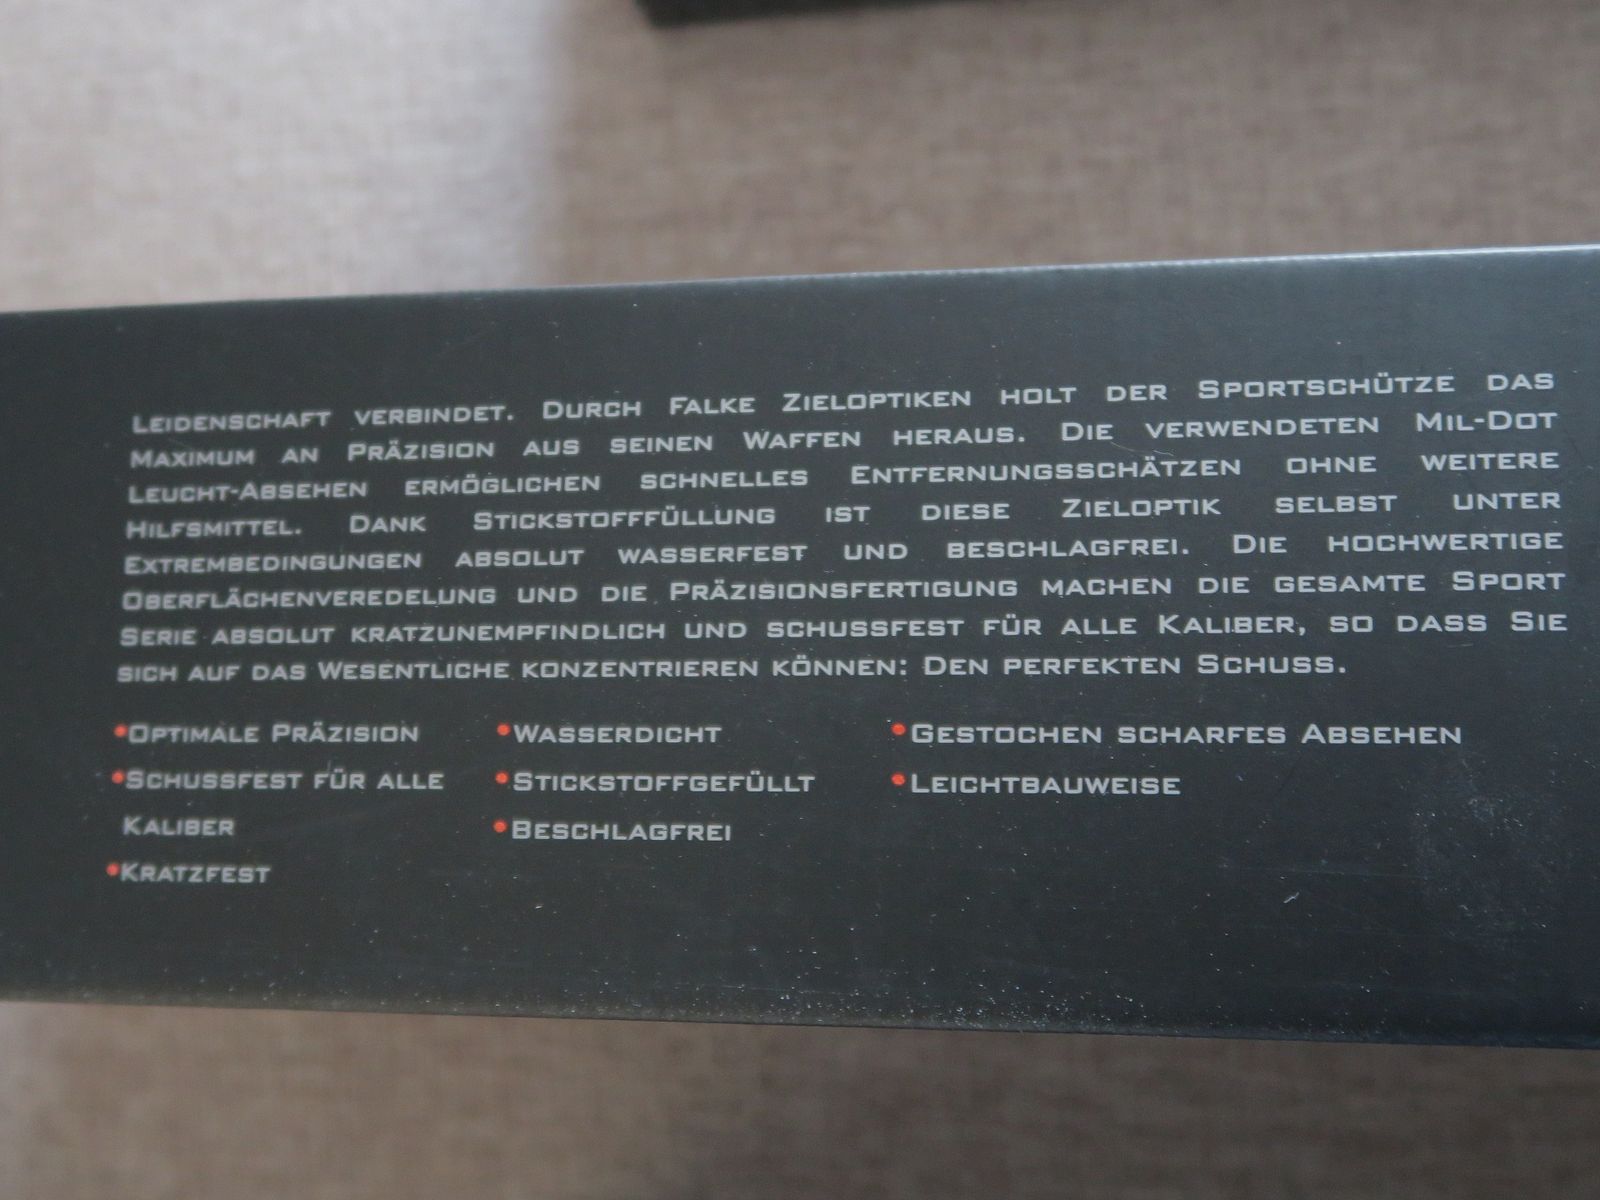 Leidenschaft verbindet. Durch Falke Zieloptiken holt der Sportschütze das
Maximum an Präzision aus seinen Waffen heraus. Die verwendeten Mil-Dot
Leucht-Absehen ermöglichen schnelles Entfernungsschätzen ohne weitere
Hilfsmittel. Dank Stickstofffüllung ist diese Zieloptik selbst unter
Extrembedingungen absolut wasserfest und beschlagfrei. Die hochwertige
Oberflächenveredelung und die Präzisionsfertigung machen die gesamte Sport
Serie absolut kratzunempfindlich und schussfest für alle Kaliber, so dass Sie
sich auf das Wesentliche konzentrieren können: Den perfekten Schuss.
•Optimale Präzision
•Schussfest für alle
Kaliber
•Kratzfest
•Wasserdicht
•Stickstoffgefüllt
•Beschlagfrei
•Gestochen scharfes Absehen
•Leichtbauweise